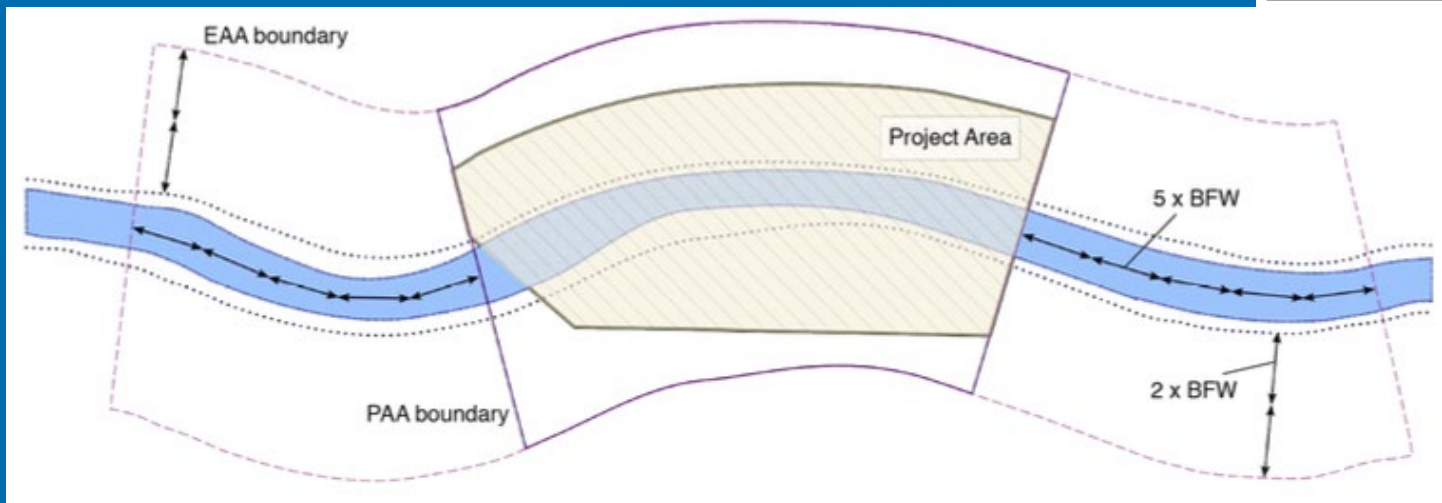 EAA boundary
Project Area
5 x BFW
2 x BFW
PAA boundary